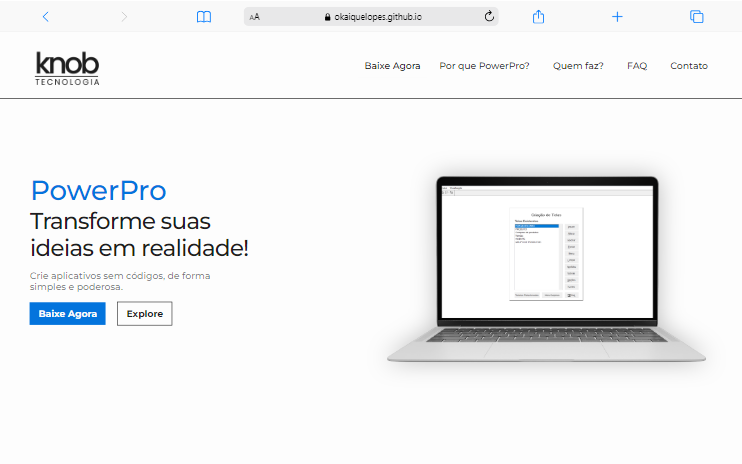 AA okaiquelopes.github.io
knob
TECNOLOGIA
Baixe Agora Por que PowerPro? Quem faz? FAQ Contato
PowerPro
Transforme suas
ideias em realidade!
Crie aplicativos sem códigos, de forma
simples e poderosa.
Baixe Agora Explore
Criação de Telas